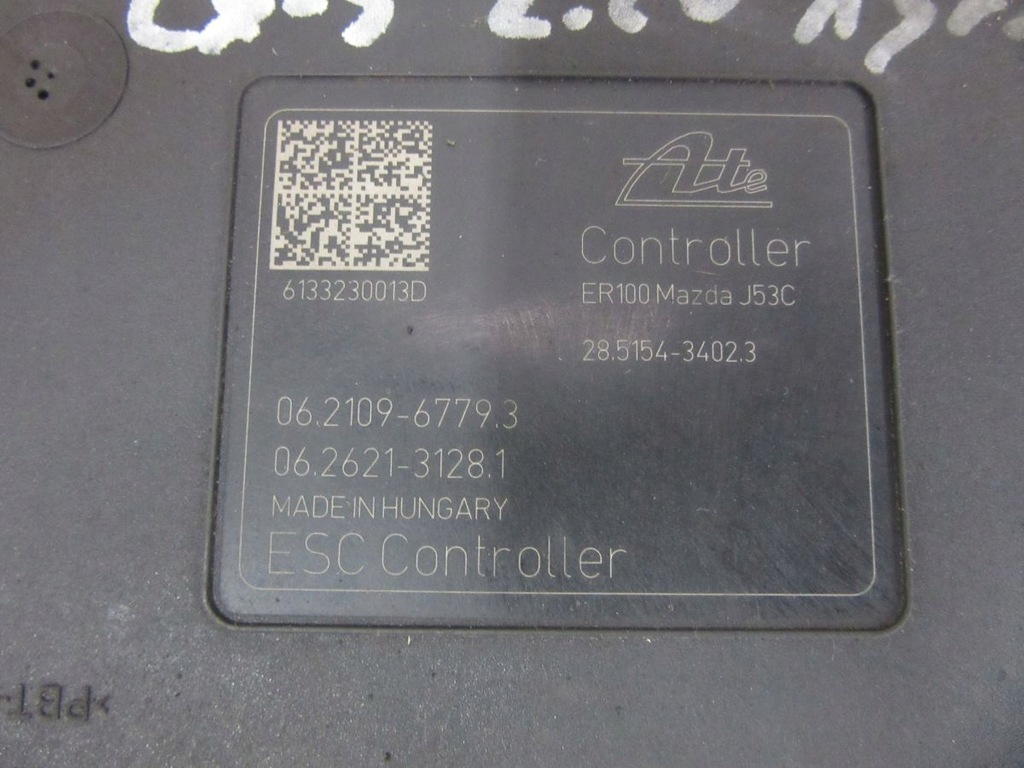 6133230013D
Ate
Controller
ER100 Mazda J53C
28.5154-3402.3
06.2109-6779.3
06.2621-3128.1
MADE IN HUNGARY
ESC Controller